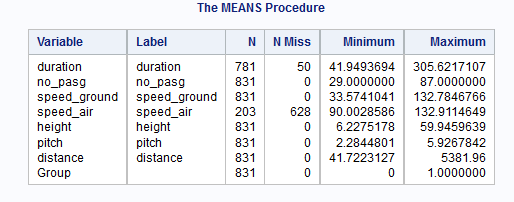 The MEANS Procedure
Variable Label N N Miss Minimum Maximum
duration duration 781 50 41.9493694 305.6217107
no_pasg no_pasg 831 0 29.0000000 87.0000000
speed_ground speed_ground 831 0 33.5741041 132.7846766
speed_air speed_air 203 628 90.0028586 132.9114649
height height 831 0 6.2275178 59.9459639
pitch pitch 831 0 2.2844801 5.9267842
distance distance 831 0 41.7223127 5381.96
Group 831 0 0 1.0000000